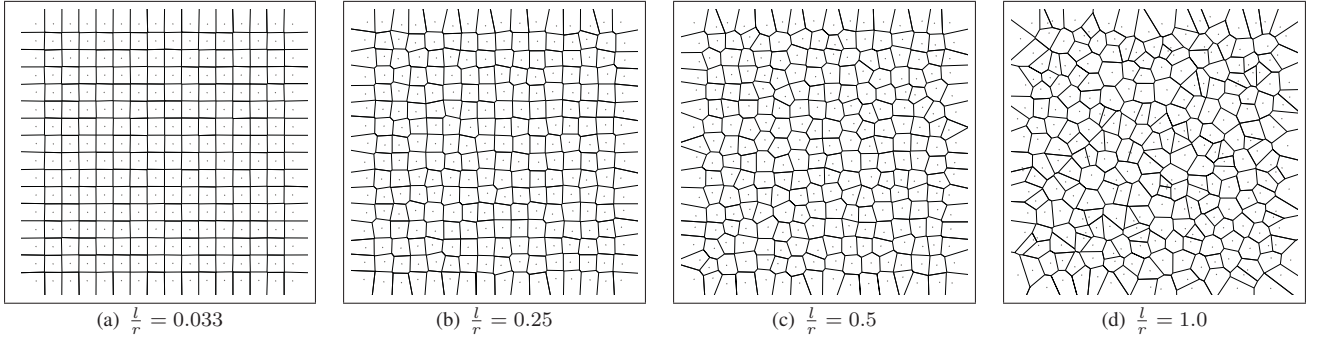 (a) l/r = 0.033
(b) l/r = 0.25
(c) l/r = 0.5
(d) l/r = 1.0